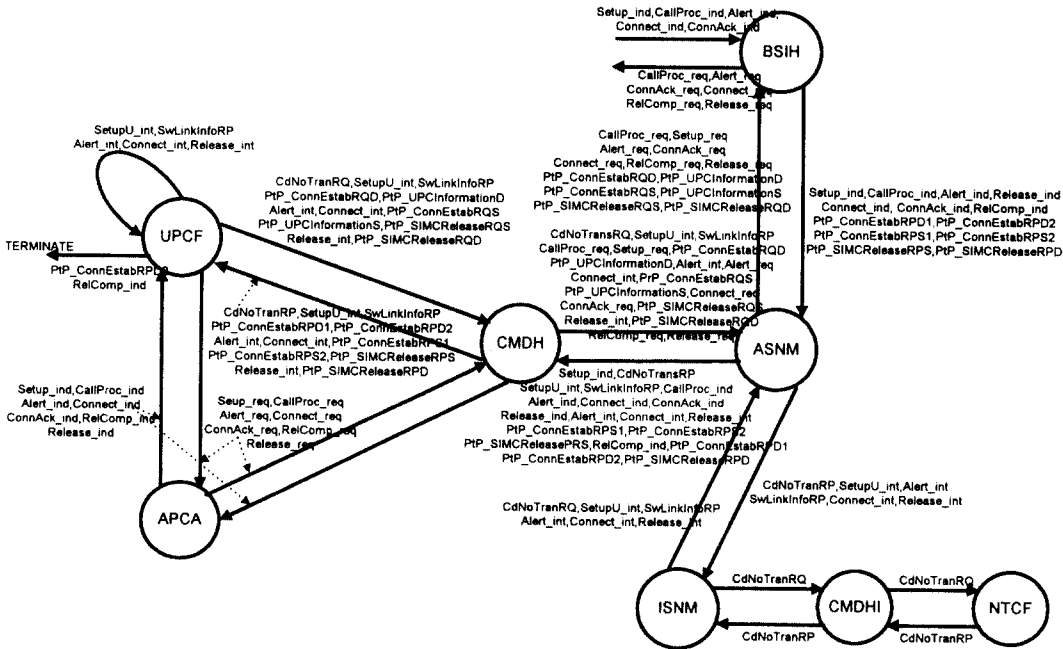 Setup_ind,CallProc_ind,Alert_ind,
Connect_ind,ConnAck_ind
BSIH
CallProc_req,Alert_req
ConnAck_req,Connect_req
RelComp_req,Release_req
SetupU_int,SwLinkInfoRP
Alert_int,Connect_int,Release_int
CallProc_req,Setup_req
Alert_req,ConnAck_req
Connect_req,RelComp_req,Release_req
PtP_ConnEstabRQD,PtP_UPCInformationD
PtP_ConnEstabRQS,PtP_UPCInformationS
PtP_SIMCReleaseRQS,PtP_SIMCReleaseRQD
CdNoTranRQ,SetupU_int,SwLinkInfoRP
PtP_ConnEstabRQD,PtP_UPCInformationD
Alert_int,Connect_int,PtP_ConnEstabRQS
PtP_UPCInformationS,PtP_SIMCReleaseRQS
Release_int,PtP_SIMCReleaseRQD
Setup_ind,CallProc_ind,Alert_ind,Release_ind
Connect_ind, ConnAck_ind,RelComp_ind
PtP_ConnEstabRPD1,PtP_ConnEstabRPD2
PtP_ConnEstabRPS1,PtP_ConnEstabRPS2
PtP_SIMCReleaseRPS,PtP_SIMCReleaseRPD
UPCF
TERMINATE
PtP_ConnEstabRPD2
RelComp_ind
CdNoTransRQ,SetupU_int,SwLinkInfoRP
CallProc_req,Setup_req,PtP_ConnEstabRQD
PtP_UPCInformationD,Alert_int,Alert_req
Connect_int,PrP_ConnEstabRQS
PtP_UPCInformationS,Connect_req
ConnAck_req,PtP_SIMCReleaseRQS
Release_int,PtP_SIMCReleaseRQD
RelComp_req,Release_req
CdNoTranRP,SetupU_int,SwLinkInfoRP
PtP_ConnEstabRPD1,PtP_ConnEstabRPD2
Alert_int,Connect_int,PtP_ConnEstabRPS1
PtP_ConnEstabRPS2,PtP_SIMCReleaseRPS
Release_int,PtP_SIMCReleaseRPD
CMDH
ASNM
Setup_ind,CallProc_ind
Alert_ind,Connect_ind
ConnAck_ind,RelComp_ind
Release_ind
Seup_req,CallProc_req
Alert_req,Connect_req
ConnAck_req,RelComp_req
Release_req
Setup_ind,CdNoTransRP
SetupU_int,SwLinkInfoRP,CallProc_ind
Alert_ind,Connect_ind,ConnAck_ind
Release_ind,Alert_int,Connect_int,Release_int
PtP_ConnEstabRPS1,PtP_ConnEstabRPS2
PtP_SIMCReleasePRS,RelComp_ind,PtP_ConnEstabRPD1
PtP_ConnEstabRPD2,PtP_SIMCReleaseRPD
APCA
CdNoTranRQ,SetupU_int,SwLinkInfoRP
Alert_int,Connect_int,Release_int
CdNoTranRP,SetupU_int,Alert_int
SwLinkInfoRP,Connect_int,Release_int
ISNM
CdNoTranRQ
CdNoTranRP
CMDHI
CdNoTranRQ
CdNoTranRP
NTCF